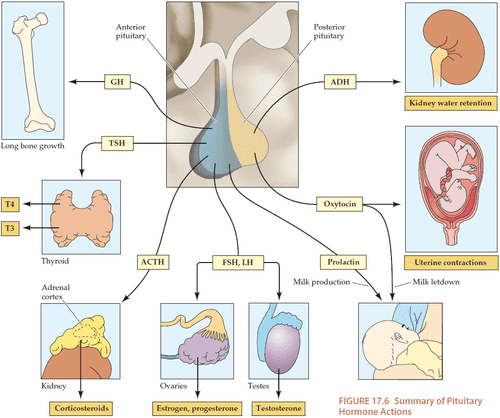 Anterior
pituitary
Posterior
pituitary
GH
ADH
Long bone growth
Kidney water retention
TSH
T4
T3
Thyroid
Oxytocin
Uterine contractions
ACTH
FSH, LH
Prolactin
Milk production
Milk letdown
Adrenal
cortex
Kidney
Ovaries
Testes
Corticosteroids
Estrogen, progesterone
Testosterone
FIGURE 17.6 Summary of Pituitary
Hormone Actions